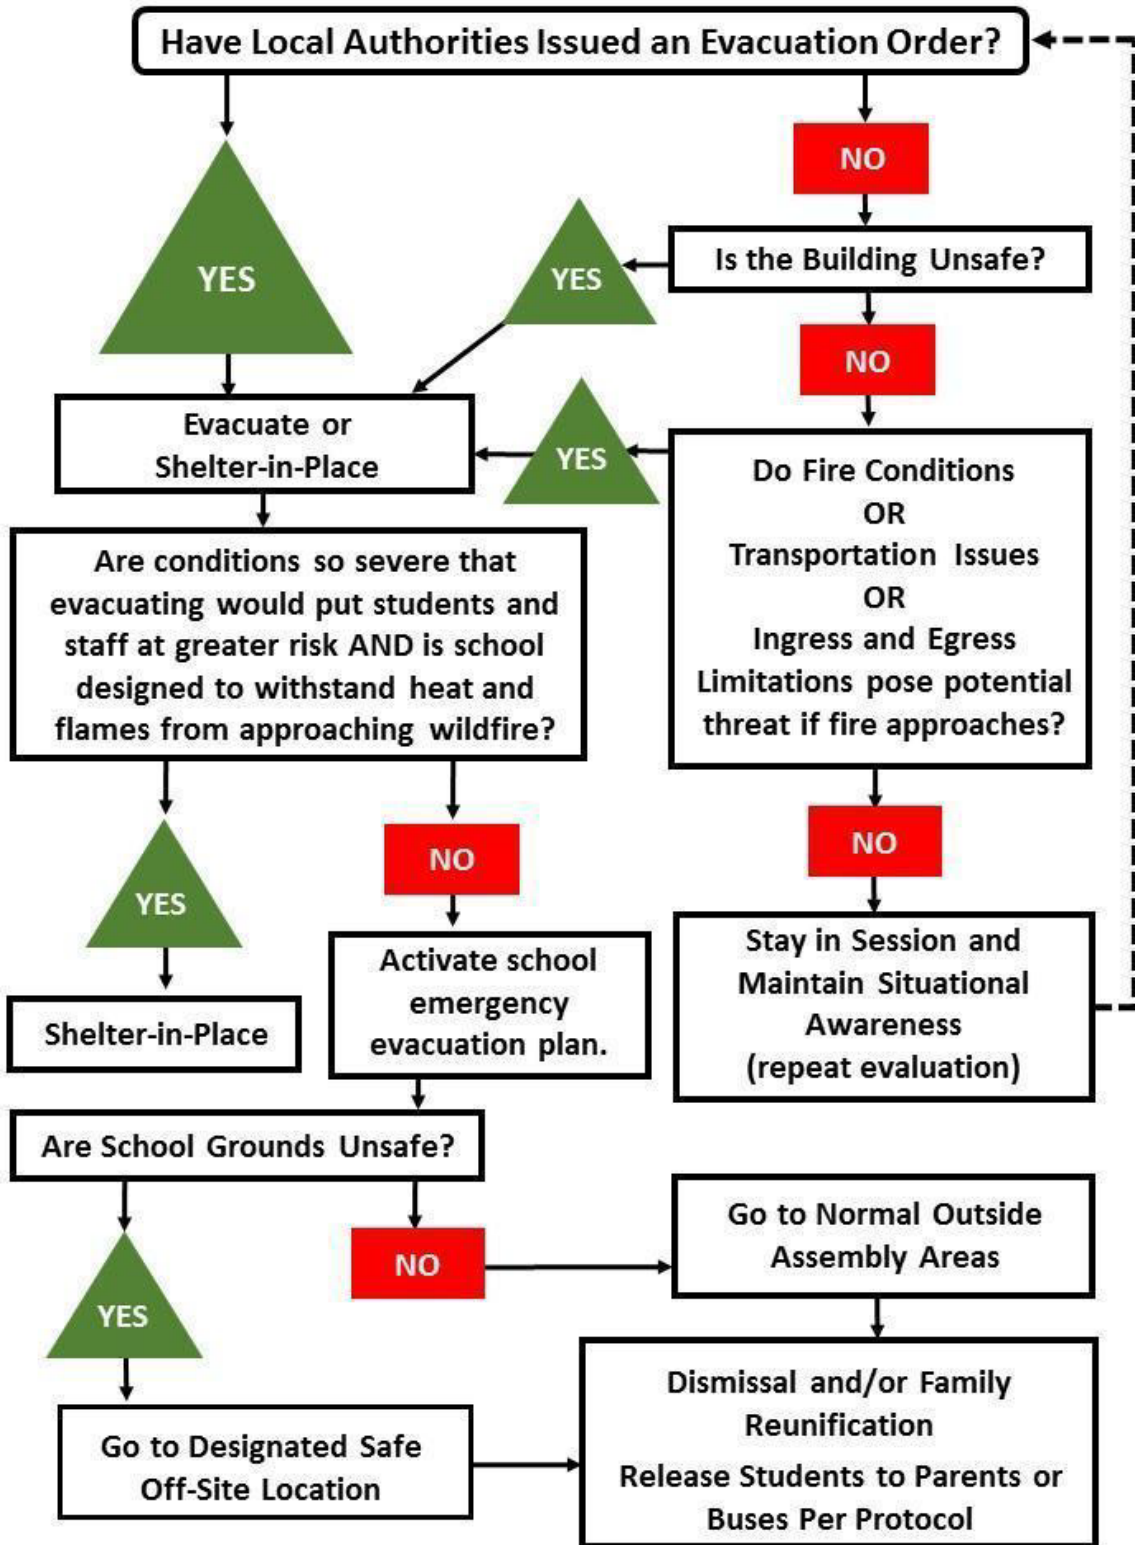 Have Local Authorities Issued an Evacuation Order?
NO
YES
Is the Building Unsafe?
YES
NO
Evacuate or
Shelter-in-Place
YES
Do Fire Conditions
OR
Transportation Issues
OR
Ingress and Egress
Limitations pose potential
threat if fire approaches?
Are conditions so severe that
evacuating would put students and
staff at greater risk AND is school
designed to withstand heat and
flames from approaching wildfire?
YES
NO
NO
Shelter-in-Place
Activate school
emergency
evacuation plan.
Stay in Session and
Maintain Situational
Awareness
(repeat evaluation)
Are School Grounds Unsafe?
YES
NO
Go to Normal Outside
Assembly Areas
Go to Designated Safe
Off-Site Location
Dismissal and/or Family
Reunification
Release Students to Parents or
Buses Per Protocol